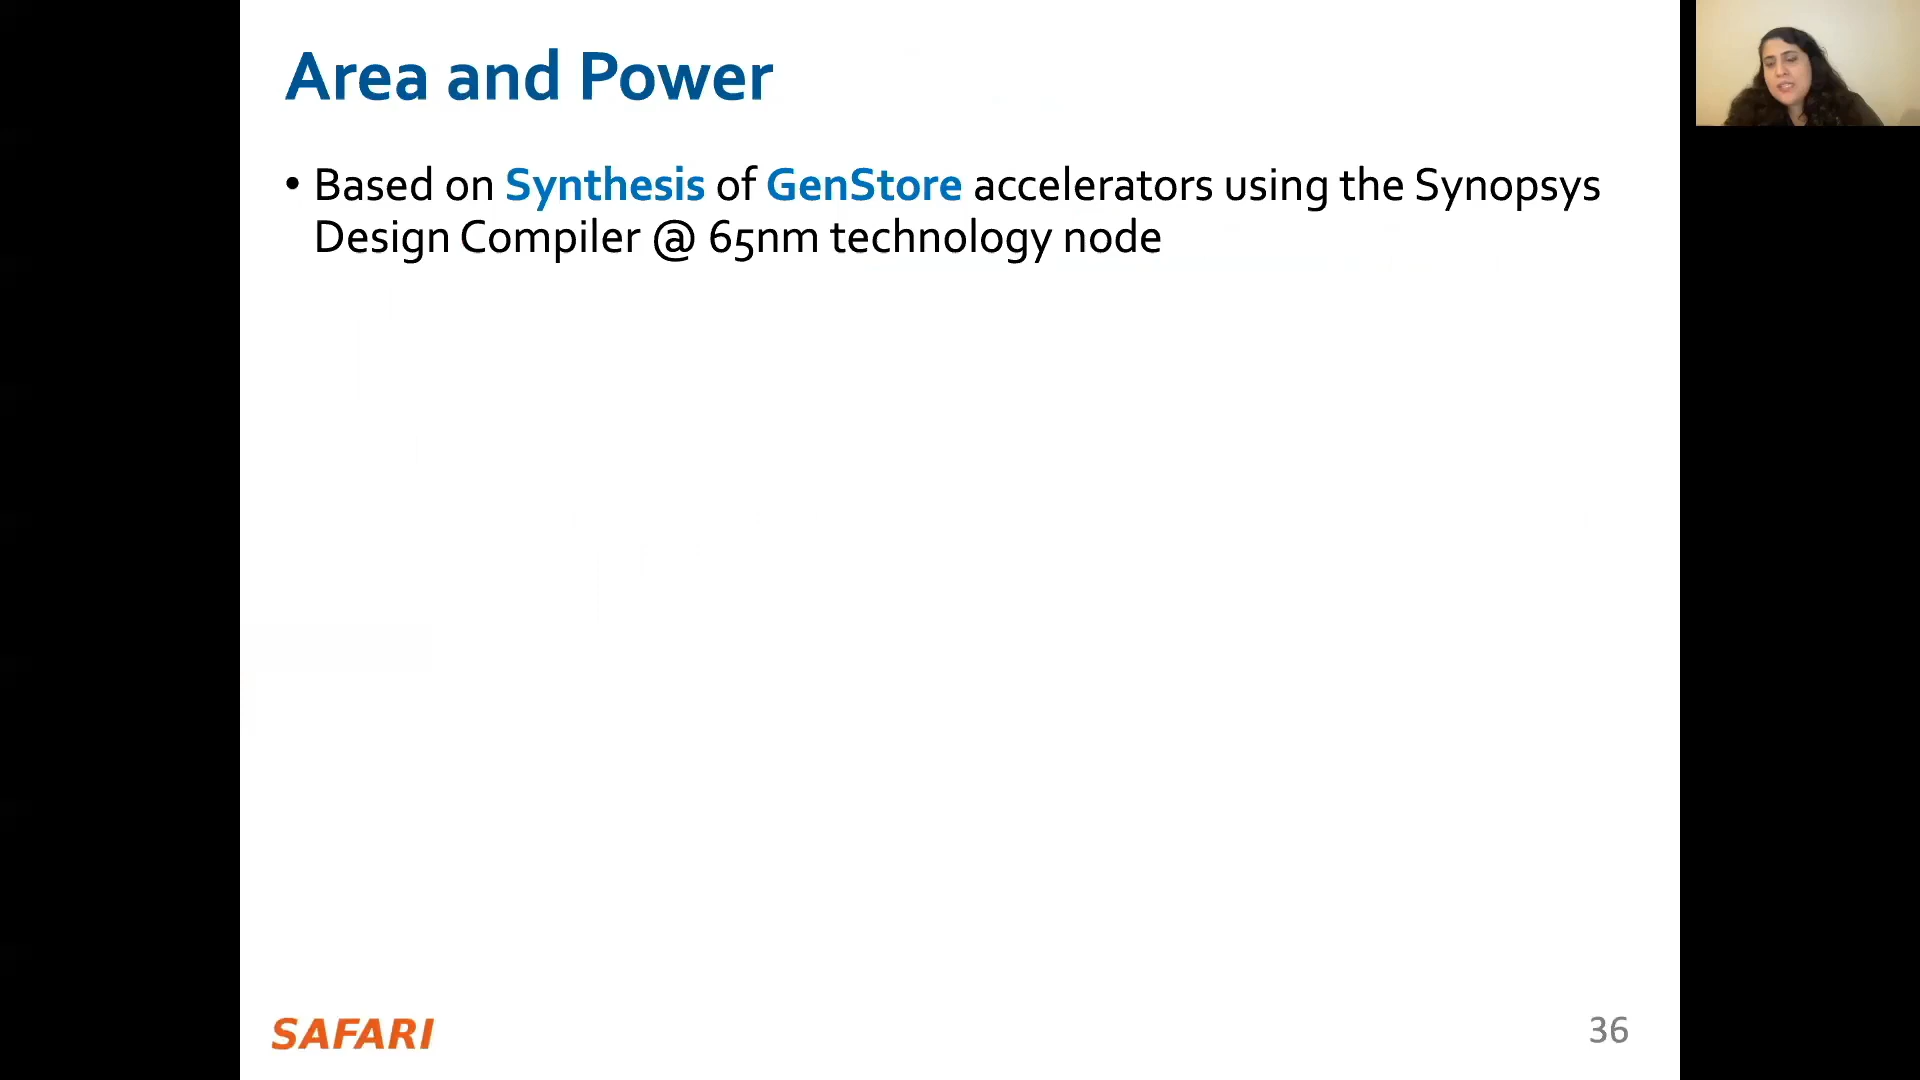 Area and Power
• Based on Synthesis of GenStore accelerators using the Synopsys
Design Compiler @ 65nm technology node
SAFARI
36